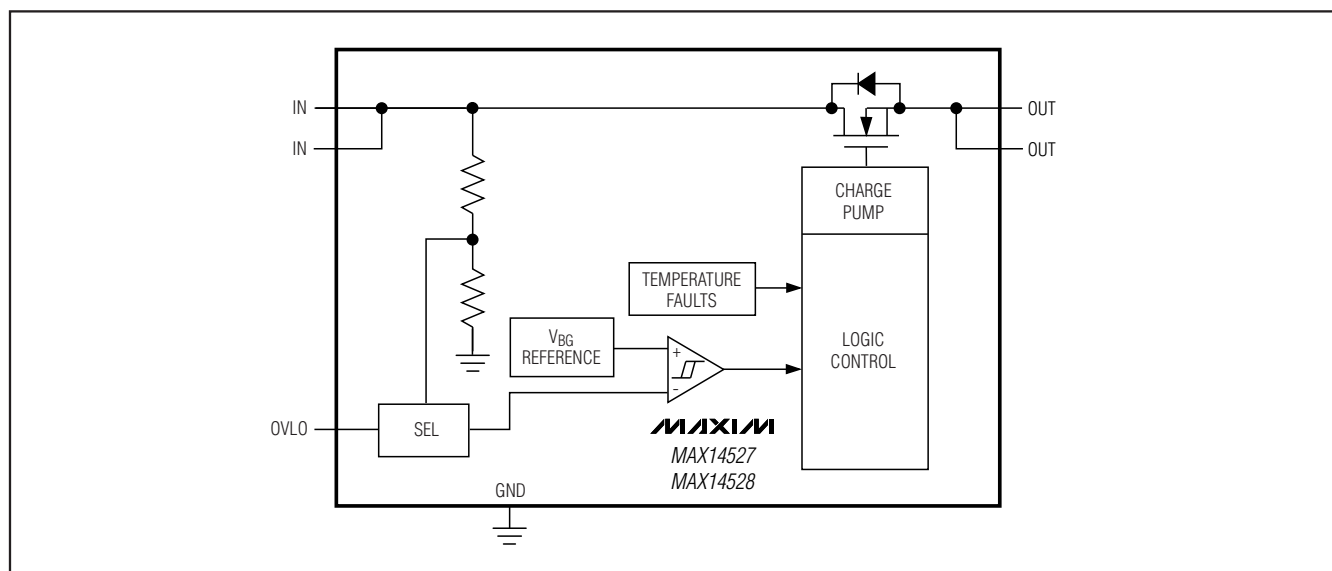 IN
OUT
IN
OUT
CHARGE
PUMP
TEMPERATURE
FAULTS
VBG
REFERENCE
+
-
LOGIC
CONTROL
OVLO
SEL
MAXIM
MAX14527
MAX14528
GND